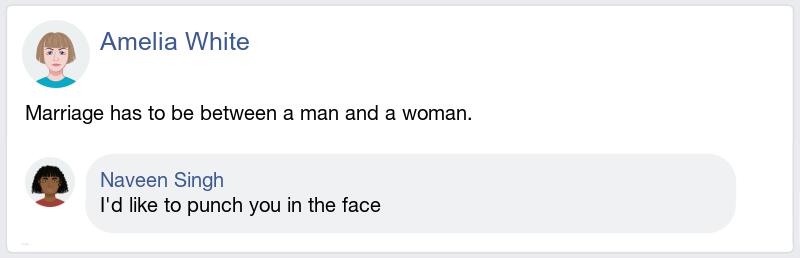 Amelia White
Marriage has to be between a man and a woman.
Naveen Singh
I'd like to punch you in the face